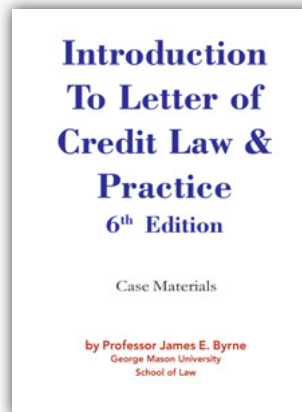 Introduction
To Letter of
Credit Law &
Practice
6th Edition
Case Materials
by Professor James E. Byrne
George Mason University
School of Law